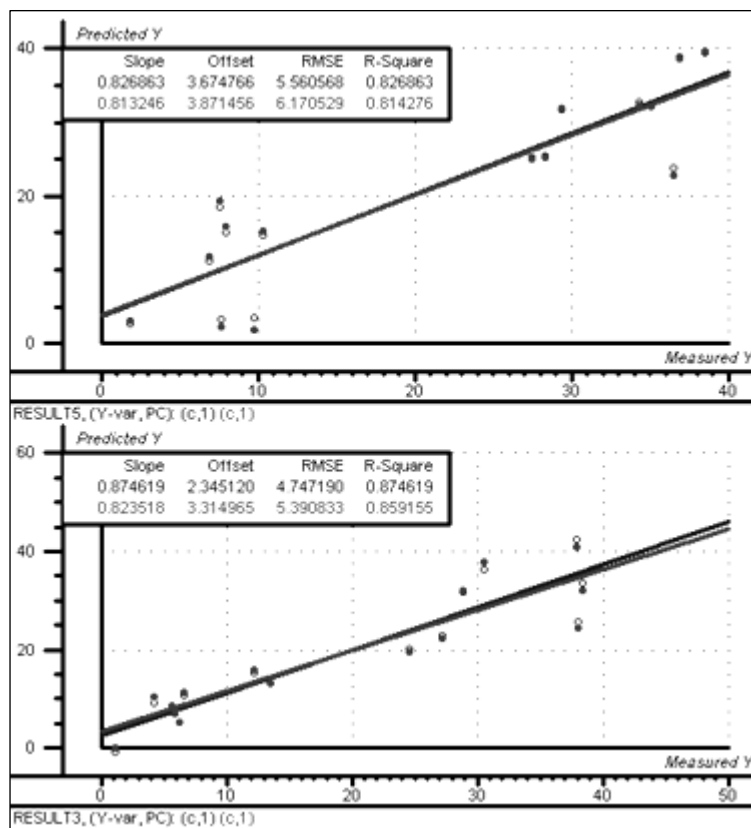 Predicted Y
Slope Offset RMSE R-Square
0.826863 3.674766 5.560568 0.826863
0.813246 3.871456 6.170529 0.814276
40
20
0
Measured Y
0 10 20 30 40
RESULT5, (Y-var, PC): (c,1) (c,1)
Predicted Y
60
Slope Offset RMSE R-Square
0.874619 2.345120 4.747190 0.874619
0.823518 3.314965 5.390833 0.859155
40
20
0
Measured Y
0 10 20 30 40 50
RESULT3, (Y-var, PC): (c,1) (c,1)